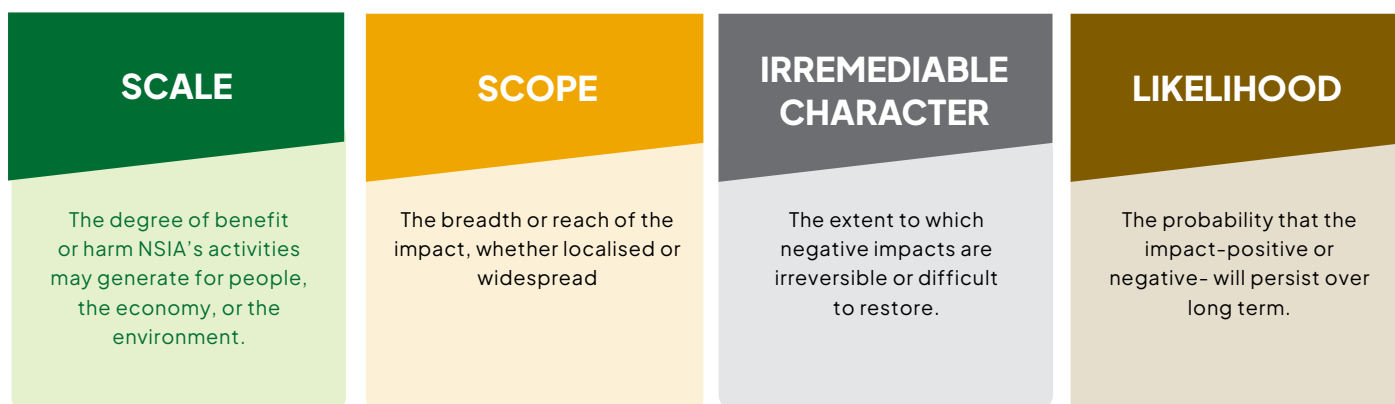 SCALE
The degree of benefit
or harm NSIA's activities
may generate for people,
the economy, or the
environment.
SCOPE
The breadth or reach of the
impact, whether localised or
widespread
IRREMEDIABLE
CHARACTER
The extent to which
negative impacts are
irreversible or difficult
to restore.
LIKELIHOOD
The probability that the
impact-positive or
negative- will persist over
long term.